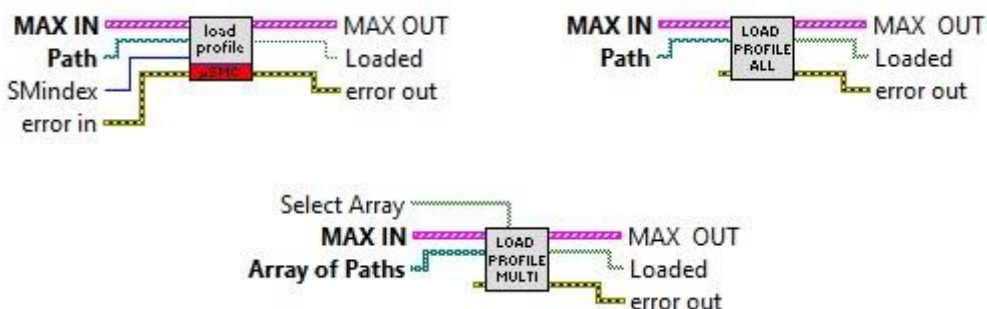 MAX IN
Path
SMindex
error in
load
profile
µSMC
MAX OUT
Loaded
error out
MAX IN
Path
LOAD
PROFILE
ALL
MAX OUT
Loaded
error out
Select Array
MAX IN
Array of Paths
LOAD
PROFILE
MULTI
MAX OUT
Loaded
error out